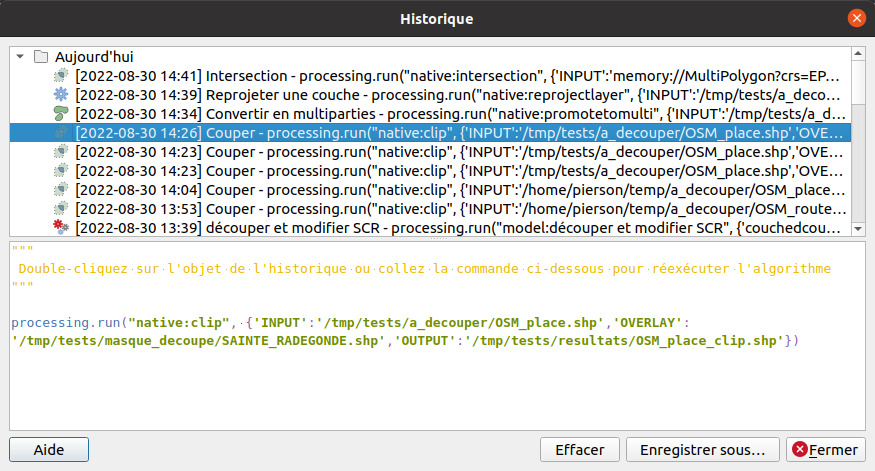 Historique
Aujourd'hui
[2022-08-30 14:41] Intersection - processing.run("native:intersection", {'INPUT':'memory://MultiPolygon?crs=EP…
[2022-08-30 14:39] Reprojeter une couche - processing.run("native:reprojectlayer", {'INPUT':'/tmp/tests/a_deco…
[2022-08-30 14:34] Convertir en multiparties - processing.run("native:promotetomulti", {'INPUT':'/tmp/tests/a_d…
[2022-08-30 14:26] Couper - processing.run("native:clip", {'INPUT':'/tmp/tests/a_decouper/OSM_place.shp','OVE…
[2022-08-30 14:23] Couper - processing.run("native:clip", {'INPUT':'/tmp/tests/a_decouper/OSM_place.shp','OVE…
[2022-08-30 14:23] Couper - processing.run("native:clip", {'INPUT':'/tmp/tests/a_decouper/OSM_place.shp','OVE…
[2022-08-30 14:04] Couper - processing.run("native:clip", {'INPUT':'/home/pierson/temp/a_decouper/OSM_place…
[2022-08-30 13:53] Couper - processing.run("native:clip", {'INPUT':'/home/pierson/temp/a_decouper/OSM_route…
[2022-08-30 13:39] découper et modifier SCR - processing.run("model:découper et modifier SCR", {'couchedcou…
"""
Double-cliquez sur l'objet de l'historique ou collez la commande ci-dessous pour réexécuter l'algorithme
"""
processing.run("native:clip", {'INPUT':'/tmp/tests/a_decouper/OSM_place.shp','OVERLAY':
'/tmp/tests/masque_decoupe/SAINTE_RADEGONDE.shp','OUTPUT':'/tmp/tests/resultats/OSM_place_clip.shp'})
Aide
Effacer
Enregistrer sous…
Fermer